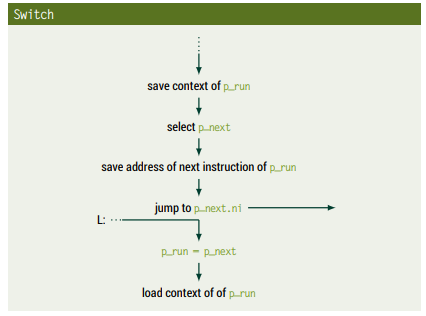 Switch
save context of p_run
select p_next
save address of next instruction of p_run
jump to p_next.ni
L:
p_run = p_next
load context of of p_run